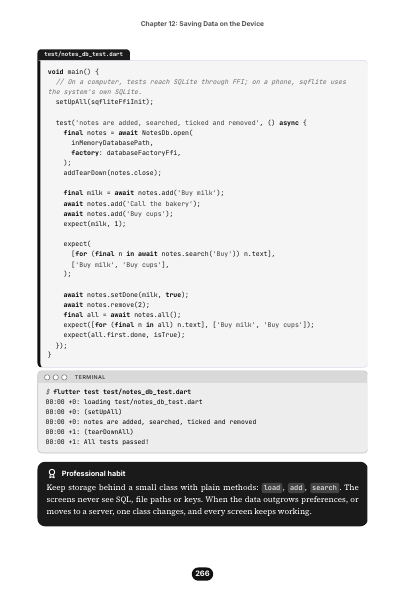 Chapter 12: Saving Data on the Device
test/notes_db_test.dart
void main() {
  // On a computer, tests reach SQLite through FFI; on a phone, sqflite uses
the system's own SQLite.
  setUpAll(sqfliteFfiInit);

  test('notes are added, searched, ticked and removed', () async {
    final notes = await NotesDb.open(
      inMemoryDatabasePath,
      factory: databaseFactoryFfi,
    );
    addTearDown(notes.close);

    final milk = await notes.add('Buy milk');
    await notes.add('Call the bakery');
    await notes.add('Buy cups');
    expect(milk, 1);

    expect(
      [for (final n in await notes.search('Buy')) n.text],
      ['Buy milk', 'Buy cups'],
    );

    await notes.setDone(milk, true);
    await notes.remove(2);
    final all = await notes.all();
    expect([for (final n in all) n.text], ['Buy milk', 'Buy cups']);
    expect(all.first.done, isTrue);
  });
}
TERMINAL
$ flutter test test/notes_db_test.dart
00:00 +0: loading test/notes_db_test.dart
00:00 +0: (setUpAll)
00:00 +0: notes are added, searched, ticked and removed
00:00 +1: (tearDownAll)
00:00 +1: All tests passed!
Professional habit
Keep storage behind a small class with plain methods: load, add, search. The
screens never see SQL, file paths or keys. When the data outgrows preferences, or
moves to a server, one class changes, and every screen keeps working.
266